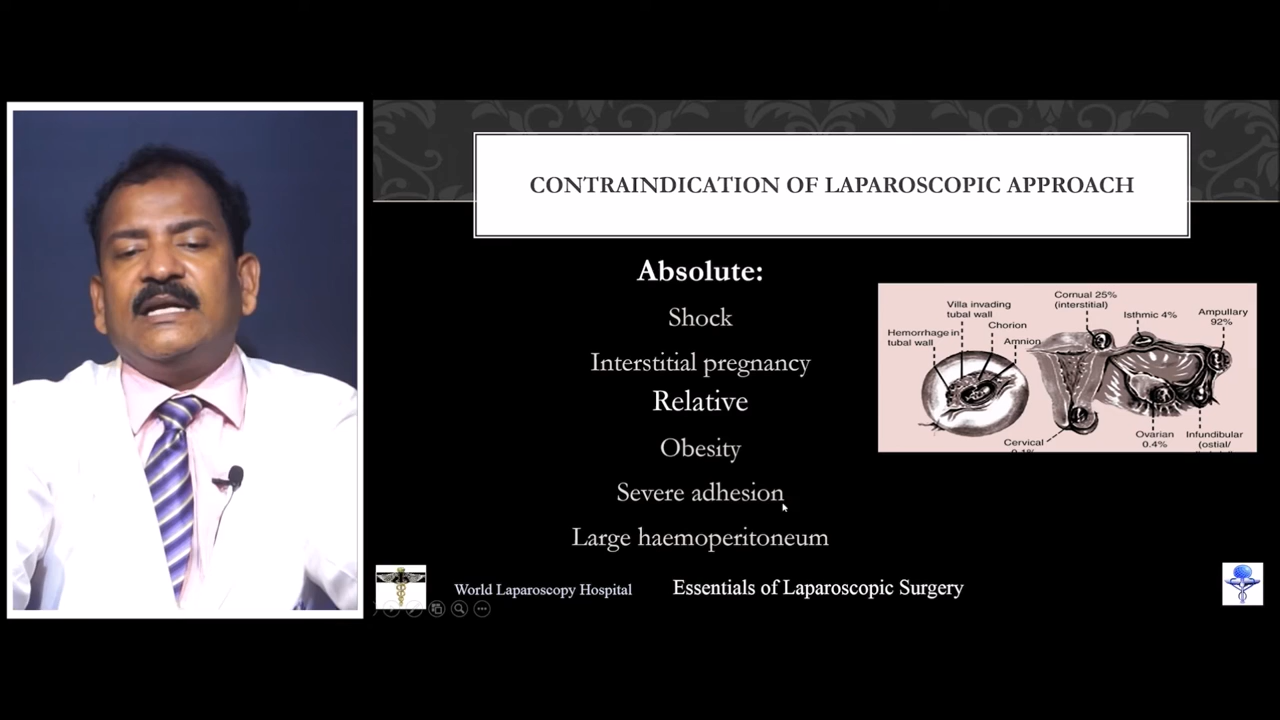 CONTRAINDICATION OF LAPAROSCOPIC APPROACH
Absolute:
Shock
Interstitial pregnancy
Relative
Obesity
Severe adhesion
Large haemoperitoneum
Villa invading
tubal wall
Hemorrhage in
tubal wall
Chorion
Amnion
Cornual 25%
(interstitial)
Isthmic 4%
Ampullary
92%
Cervical
Ovarian
0.4%
Infundibular
(ostial/
World Laparoscopy Hospital
Essentials of Laparoscopic Surgery